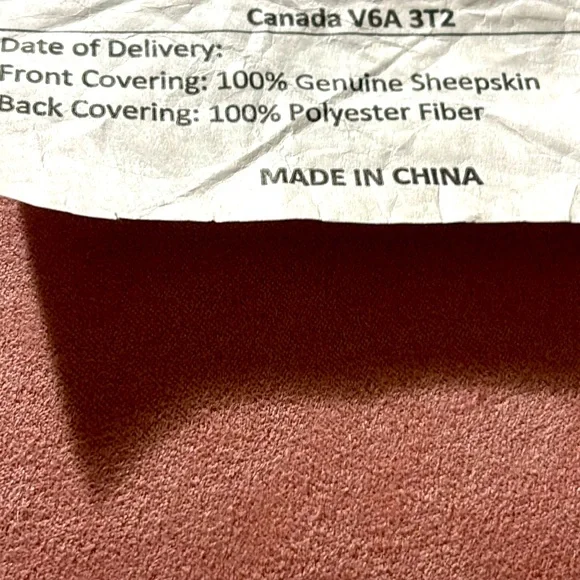 Canada V6A 3T2
Date of Delivery:
Front Covering: 100% Genuine Sheepskin
Back Covering: 100% Polyester Fiber
MADE IN CHINA